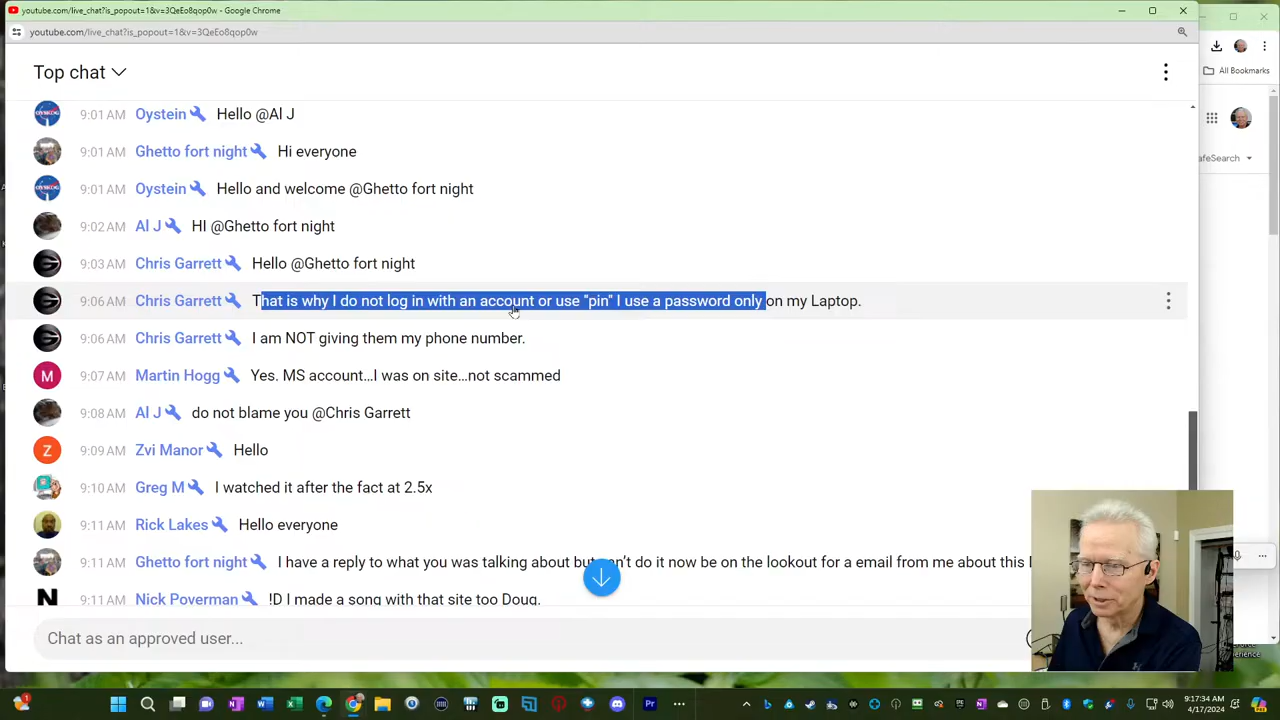 youtube.com/live_chat?is_popout=1&v=3QeEo8qop0w - Google Chrome
youtube.com/live_chat?is_popout=1&v=3QeEo8qop0w
All Bookmarks
Top chat
9:01 AM Oystein Hello @Al J
9:01 AM Ghetto fort night Hi everyone
afeSearch
9:01 AM Oystein Hello and welcome @Ghetto fort night
9:02 AM Al J HI @Ghetto fort night
9:03 AM Chris Garrett Hello @Ghetto fort night
9:06 AM Chris Garrett That is why I do not log in with an account or use "pin" I use a password only on my Laptop.
9:06 AM Chris Garrett I am NOT giving them my phone number.
M 9:07 AM Martin Hogg Yes. MS account...I was on site...not scammed
9:08 AM Al J do not blame you @Chris Garrett
Z 9:09 AM Zvi Manor Hello
9:10 AM Greg M I watched it after the fact at 2.5x
9:11 AM Rick Lakes Hello everyone
9:11 AM Ghetto fort night I have a reply to what you was talking about but can't do it now be on the lookout for a email from me about this I
N 9:11 AM Nick Poverman !D I made a song with that site too Doug.
Chat as an approved user...
9:17:34 AM
4/17/2024